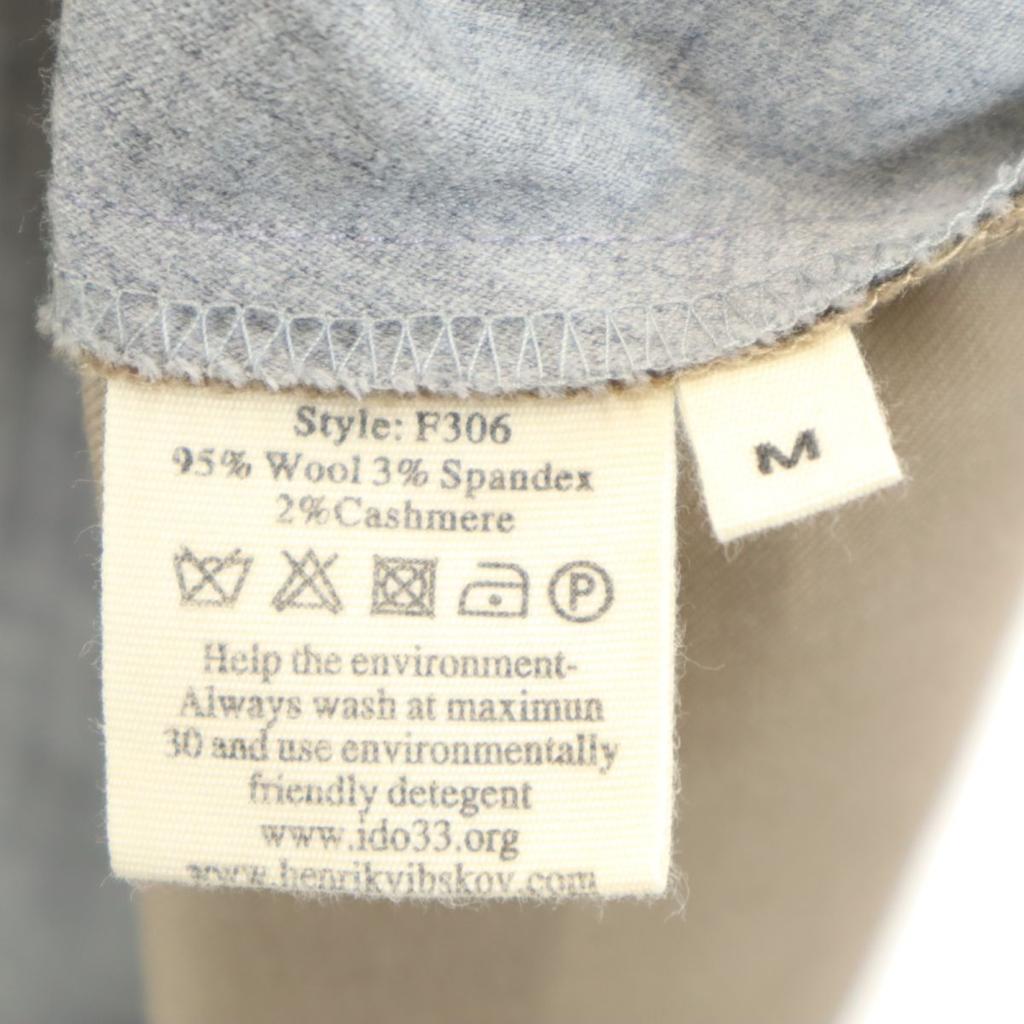 Style: F306
95% Wool 3% Spandex
2%Cashmere
P
Help the environment-
Always wash at maximun
30 and use environmentally
friendly detegent
www.ido33.org
www.henrikvibskov.com
M